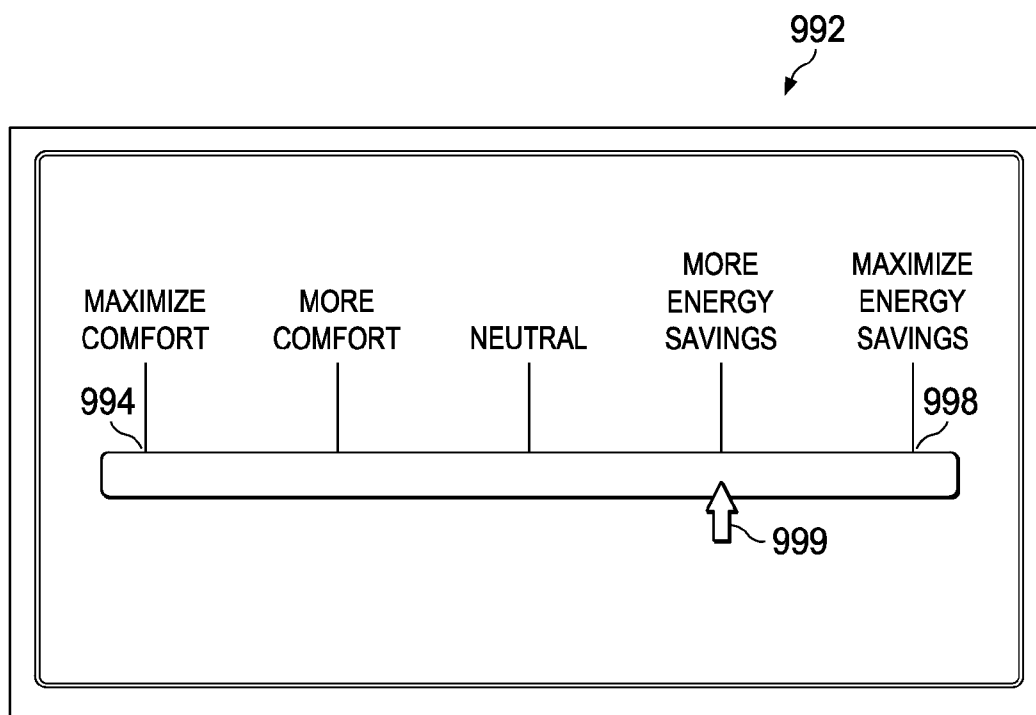 992
MAXIMIZE
COMFORT
MORE
COMFORT
NEUTRAL
MORE
ENERGY
SAVINGS
MAXIMIZE
ENERGY
SAVINGS
994
998
999